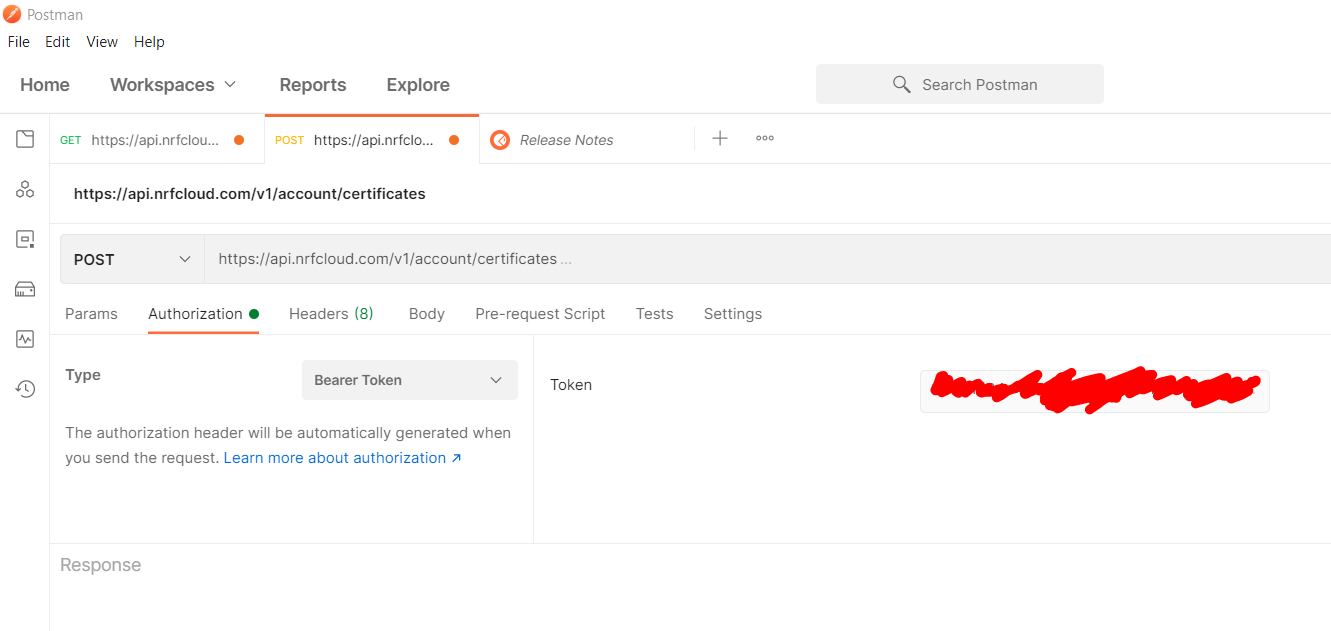 Postman
File Edit View Help
Home Workspaces Reports Explore Search Postman
GET https://api.nrfclou... POST https://api.nrfclo... Release Notes
https://api.nrfcloud.com/v1/account/certificates
POST https://api.nrfcloud.com/v1/account/certificates ...
Params Authorization Headers (8) Body Pre-request Script Tests Settings
Type Bearer Token Token
The authorization header will be automatically generated when
you send the request. Learn more about authorization ↗
Response